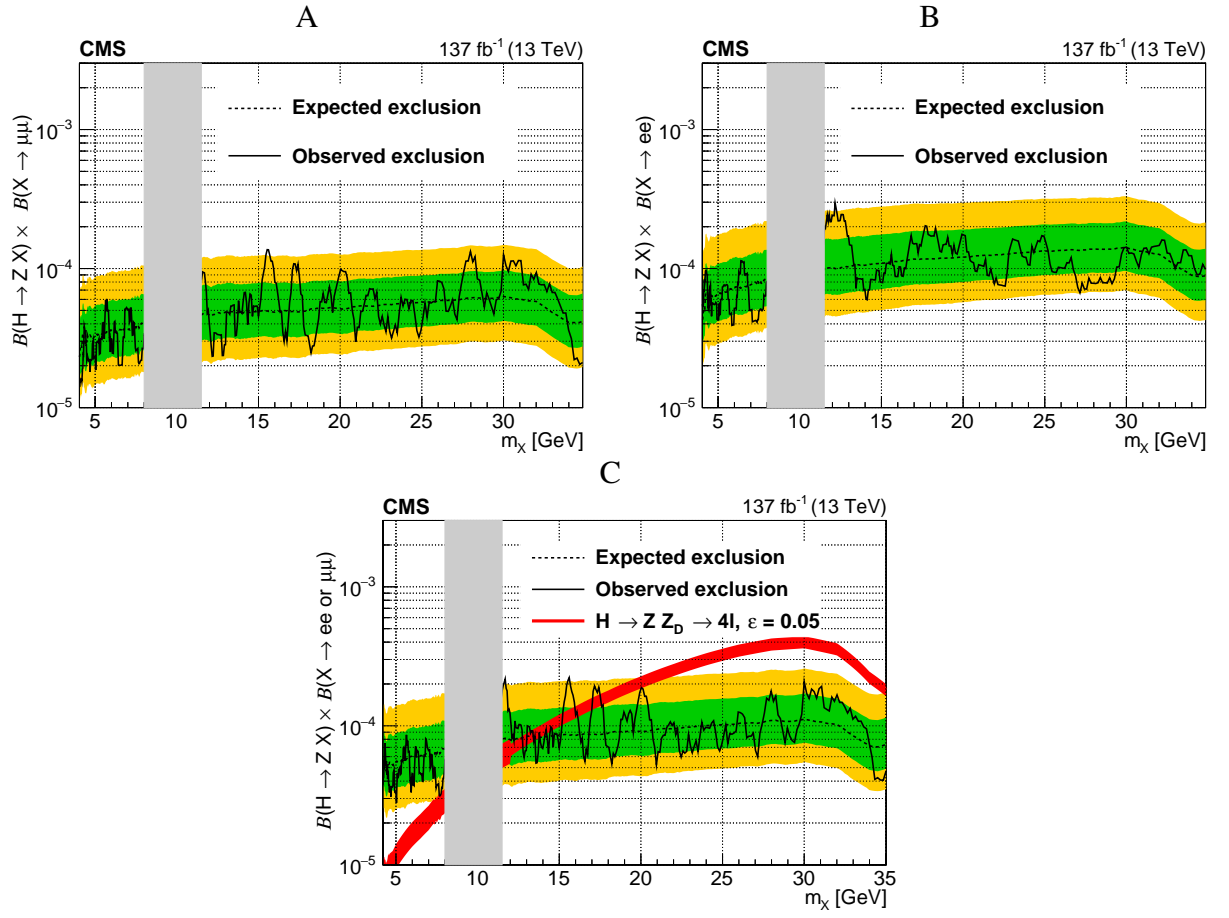 A
CMS 137 fb⁻¹ (13 TeV)
Expected exclusion
Observed exclusion
B(H → Z X) × B(X → μμ)
10⁻³
10⁻⁴
10⁻⁵
5 10 15 20 25 30
m_X [GeV]
B
CMS 137 fb⁻¹ (13 TeV)
Expected exclusion
Observed exclusion
B(H → Z X) × B(X → ee)
10⁻³
10⁻⁴
10⁻⁵
5 10 15 20 25 30
m_X [GeV]
C
CMS 137 fb⁻¹ (13 TeV)
Expected exclusion
Observed exclusion
H → Z Z_D → 4l, ε = 0.05
B(H → Z X) × B(X → ee or μμ)
10⁻³
10⁻⁴
10⁻⁵
5 10 15 20 25 30 35
m_X [GeV]